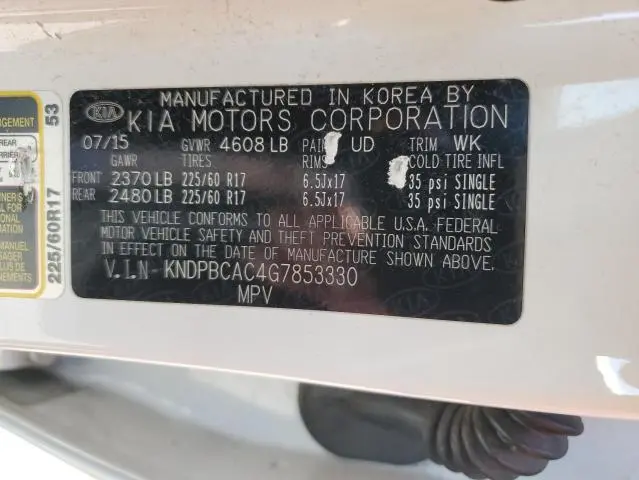 MANUFACTURED IN KOREA BY
KIA KIA MOTORS CORPORATION
07/15 GVWR 4608 LB UD TRIM WK
GAWR TIRES RIMS COLD TIRE INFL
FRONT 2370 LB 225/60 R17 6.5Jx17 35 psi SINGLE
REAR 2480 LB 225/60 R17 6.5Jx17 35 psi SINGLE
THIS VEHICLE CONFORMS TO ALL APPLICABLE U.S.A. FEDERAL
MOTOR VEHICLE SAFETY AND THEFT PREVENTION STANDARDS
IN EFFECT ON THE DATE OF MANUFACTURE SHOWN ABOVE.
V.I.N- KNDPBCAC4G7853330
MPV
225/60R17 53